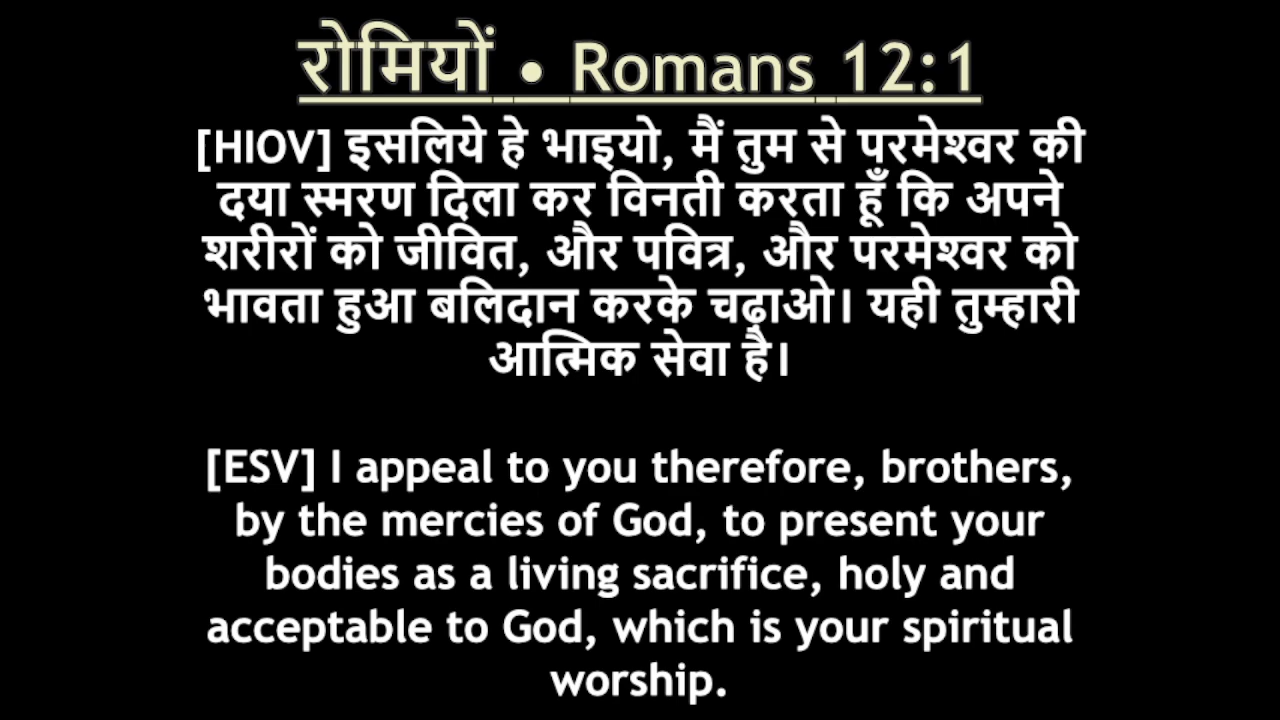 रोमियों • Romans 12:1
[HIOV] इसलिये हे भाइयो, मैं तुम से परमेश्वर की
दया स्मरण दिला कर विनती करता हूँ कि अपने
शरीरों को जीवित, और पवित्र, और परमेश्वर को
भावता हुआ बलिदान करके चढ़ाओ। यही तुम्हारी
आत्मिक सेवा है।
[ESV] I appeal to you therefore, brothers,
by the mercies of God, to present your
bodies as a living sacrifice, holy and
acceptable to God, which is your spiritual
worship.